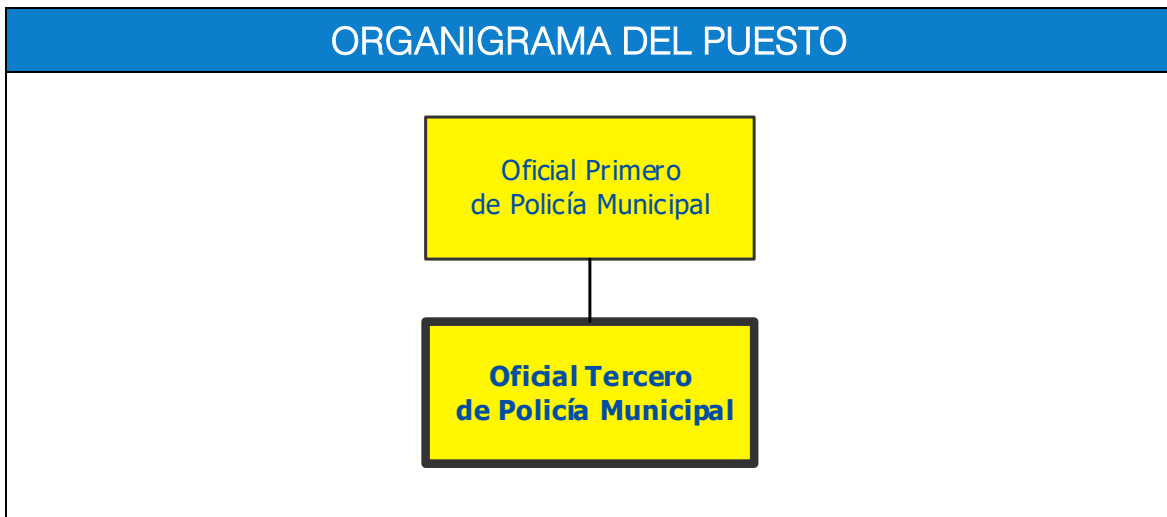 ORGANIGRAMA DEL PUESTO
Oficial Primero
de Policía Municipal
Oficial Tercero
de Policía Municipal